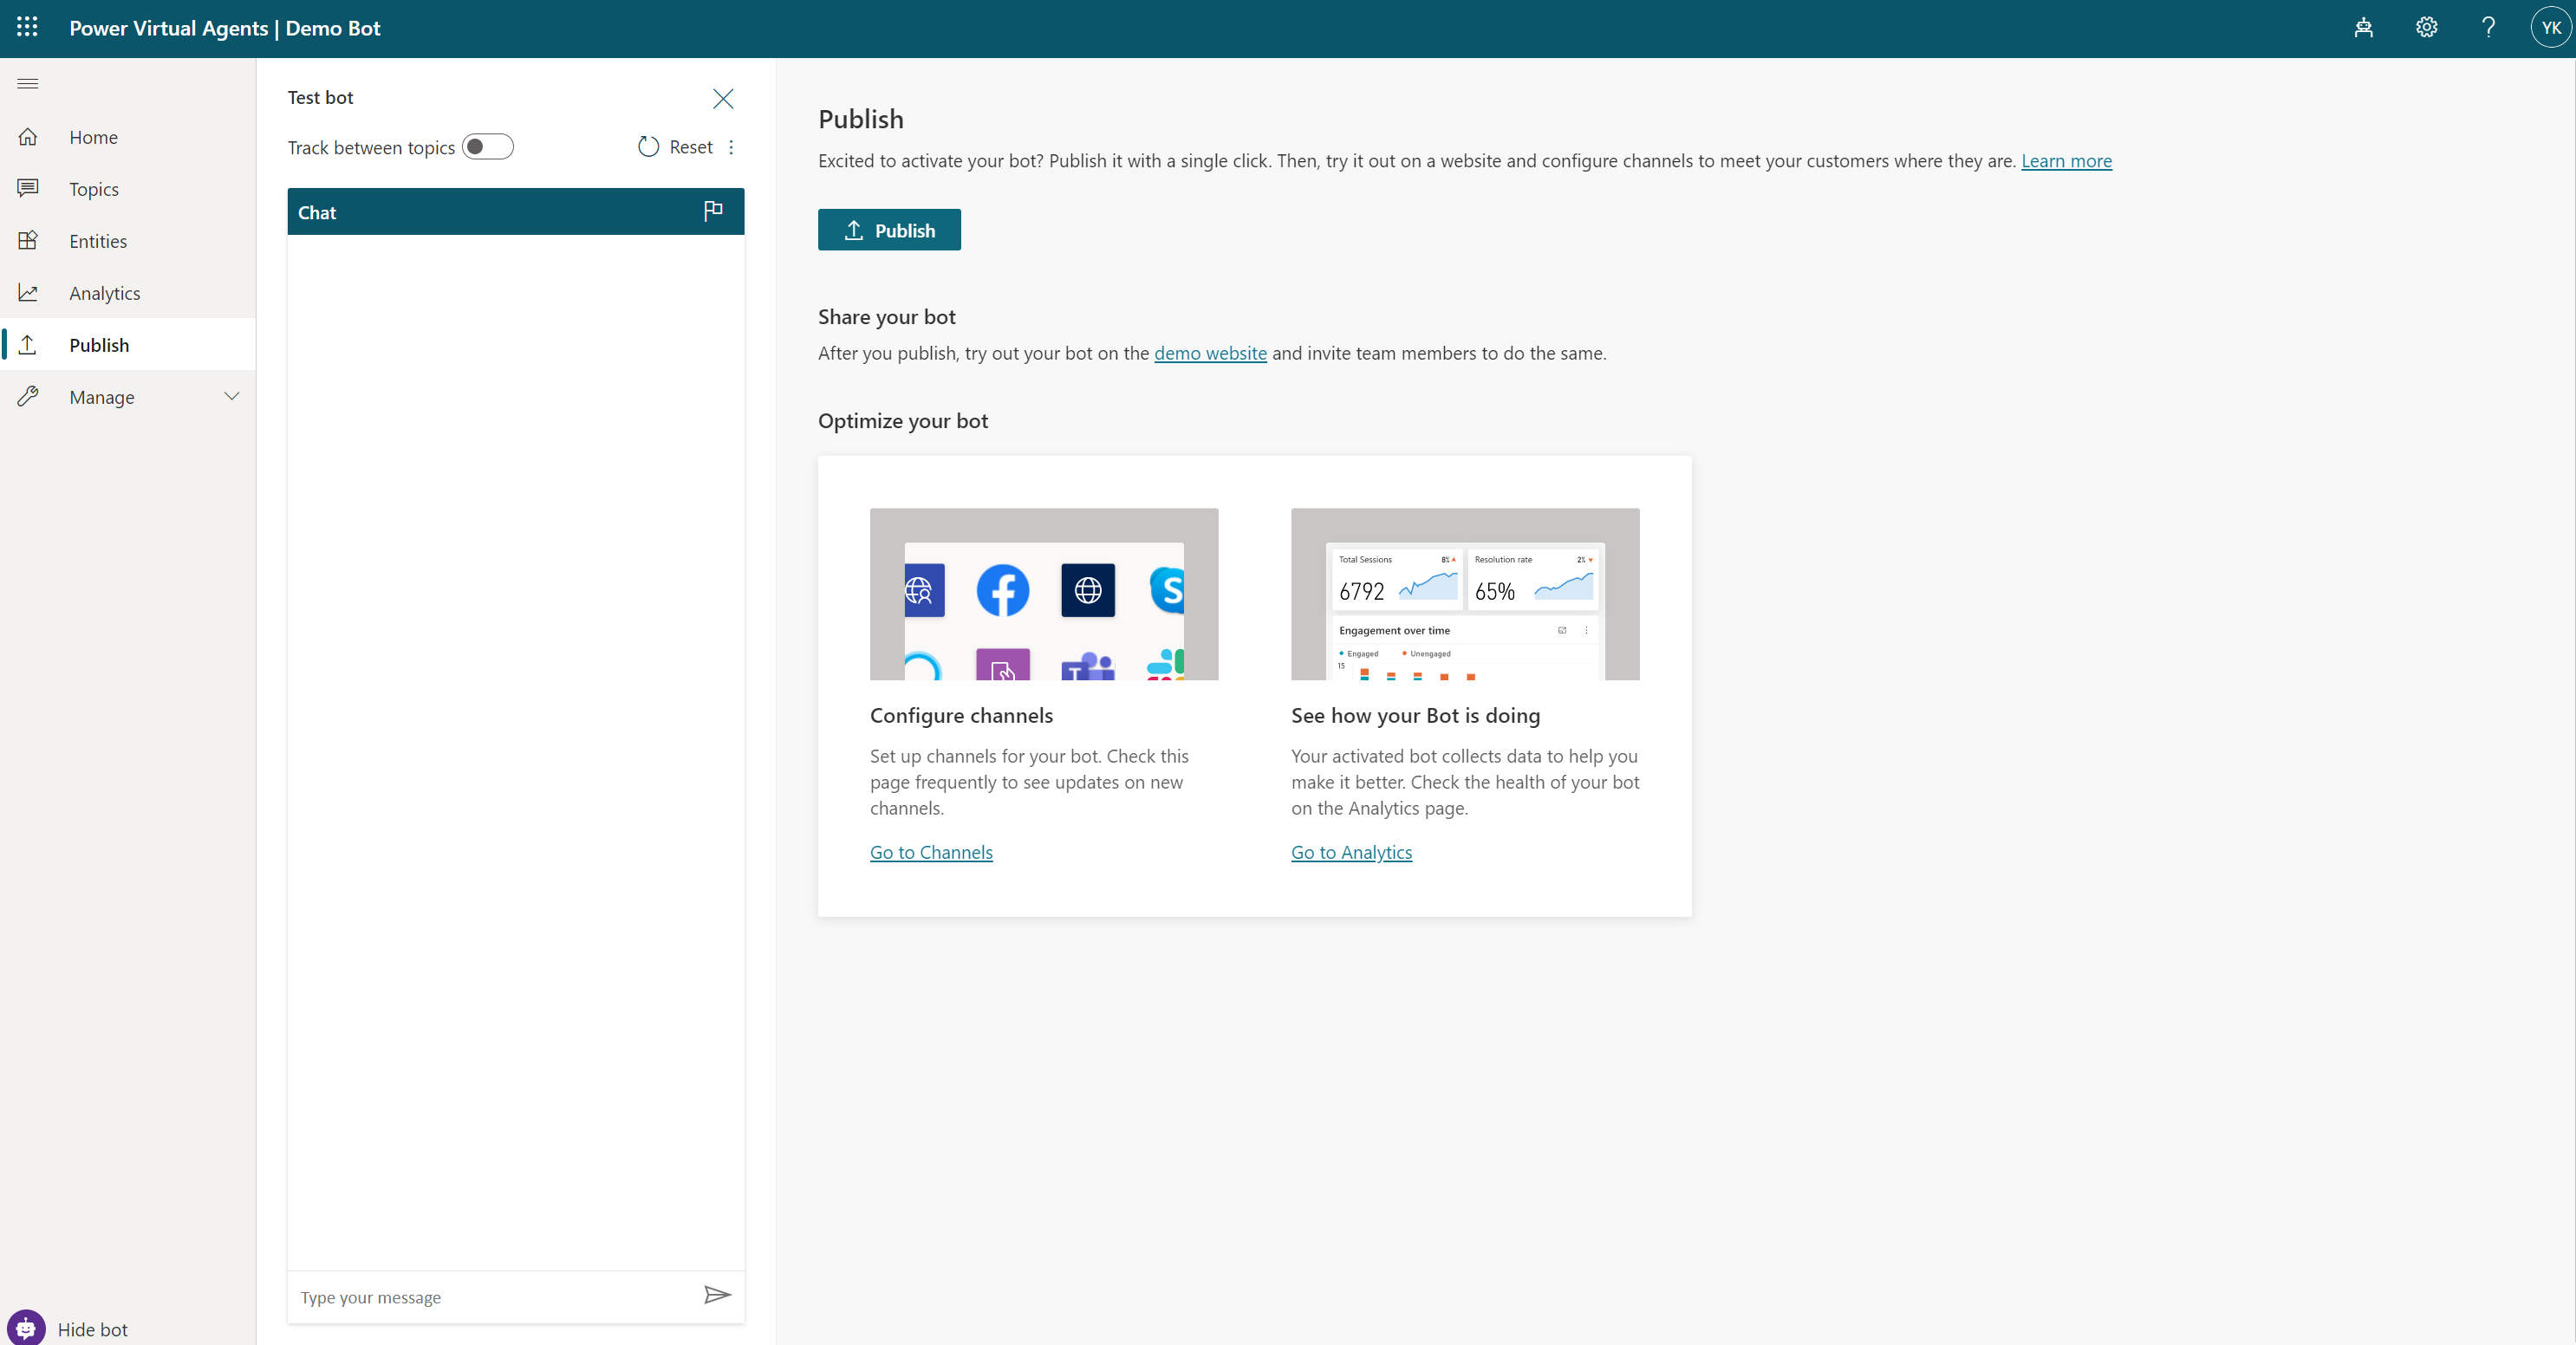 Power Virtual Agents | Demo Bot
YK
Home
Topics
Entities
Analytics
Publish
Manage
Hide bot
Test bot
Track between topics
Reset
Chat
Type your message
Publish
Excited to activate your bot? Publish it with a single click. Then, try it out on a website and configure channels to meet your customers where they are. Learn more
Publish
Share your bot
After you publish, try out your bot on the demo website and invite team members to do the same.
Optimize your bot
S
T
Configure channels
Set up channels for your bot. Check this
page frequently to see updates on new
channels.
Go to Channels
Total Sessions 8%
6792
Resolution rate 2%
65%
Engagement over time
Engaged Unengaged
15
See how your Bot is doing
Your activated bot collects data to help you
make it better. Check the health of your bot
on the Analytics page.
Go to Analytics